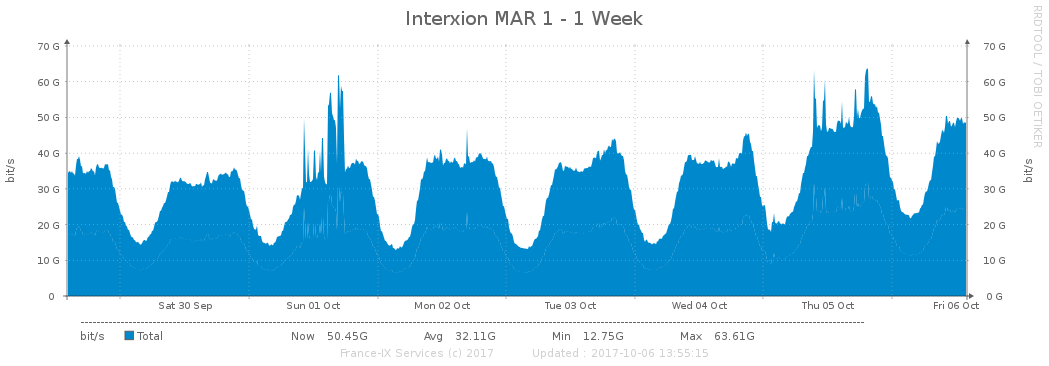 Interxion MAR 1 - 1 Week
RRDTOOL / TOBI OETIKER
bit/s
70 G 70 G
60 G 60 G
50 G 50 G
40 G 40 G
30 G 30 G
20 G 20 G
10 G 10 G
0 0 G
bit/s
Sat 30 Sep Sun 01 Oct Mon 02 Oct Tue 03 Oct Wed 04 Oct Thu 05 Oct Fri 06 Oct
bit/s Total Now 50.45G Avg 32.11G Min 12.75G Max 63.61G
France-IX Services (c) 2017 Updated : 2017-10-06 13:55:15